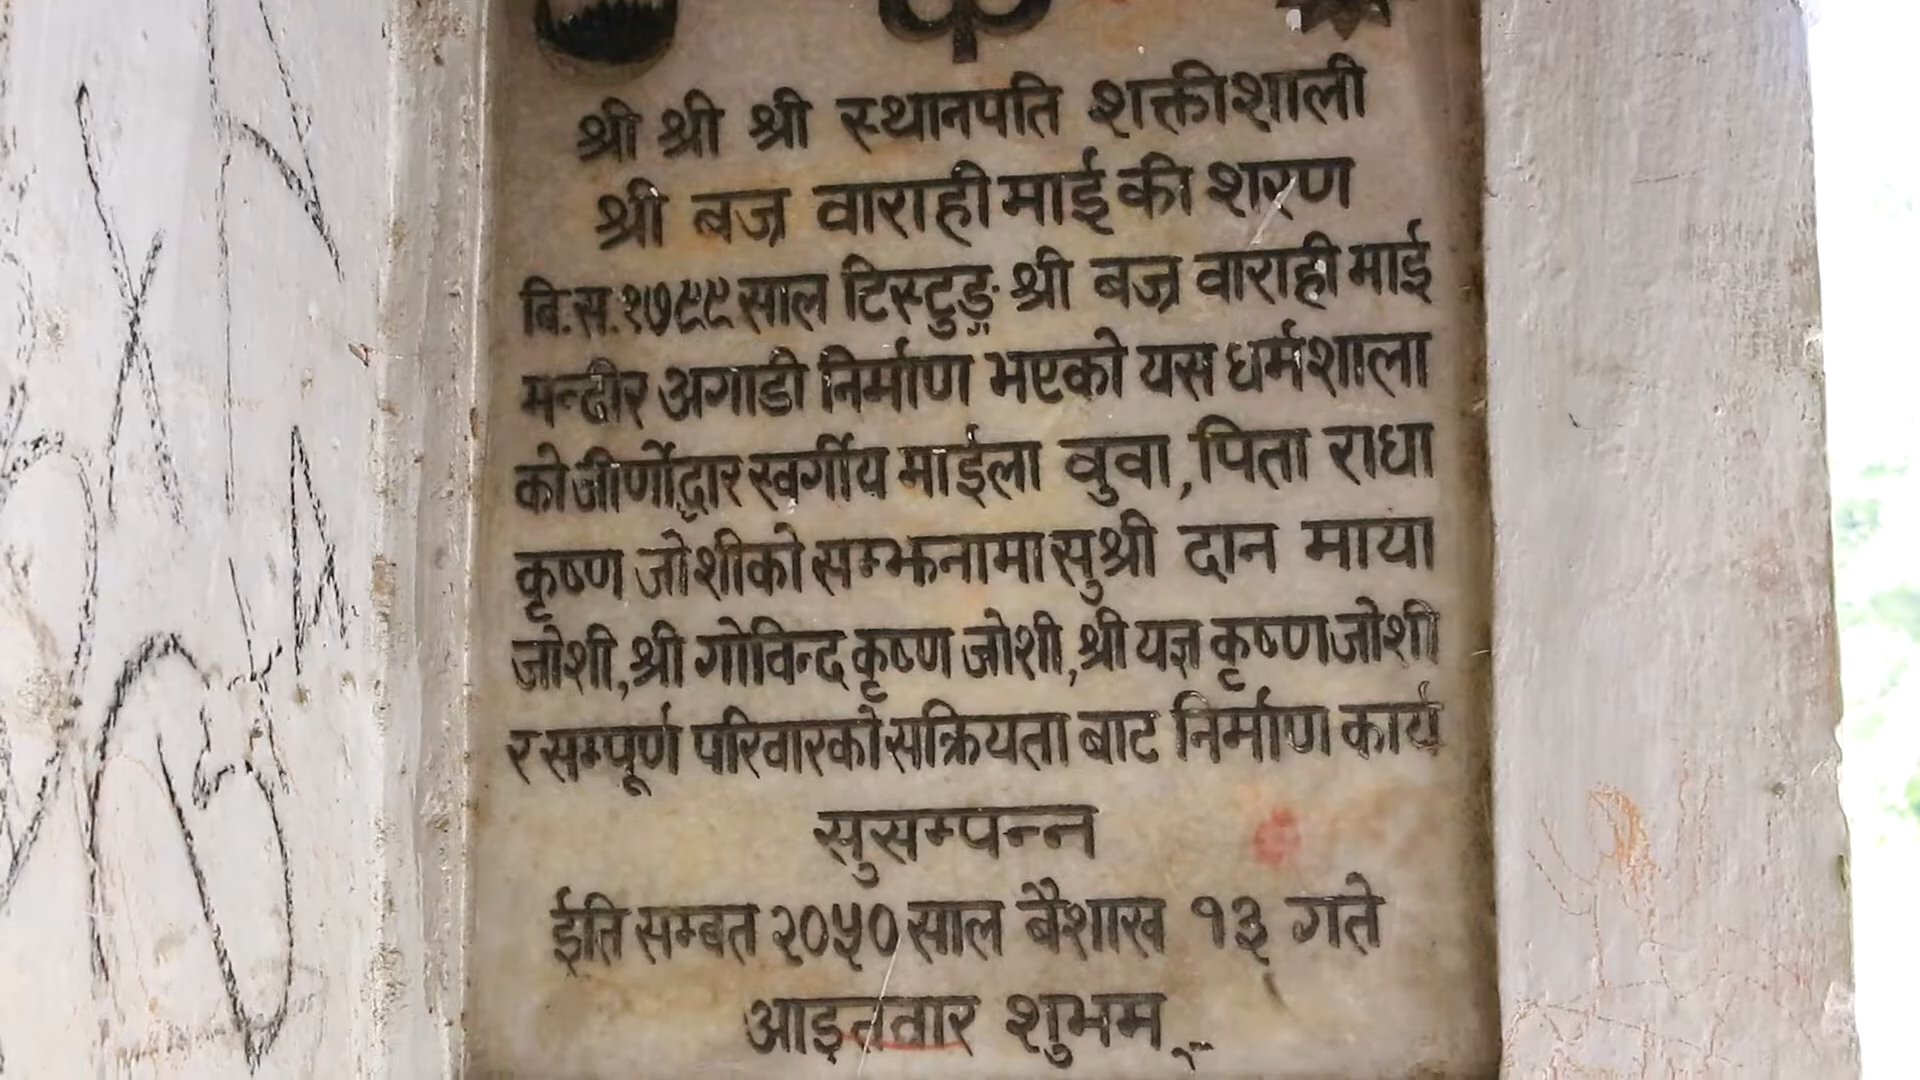 श्री श्री श्री स्थानपति शक्तीशाली
श्री बज्र वाराही माई की शरण
बि.स.१७९९ साल टिस्टुङ्ग श्री बज्र वाराही माई
मन्दीर अगाडी निर्माण भएको यस धर्मशाला
को जीर्णोद्धार स्वर्गीय माईला वुवा, पिता राधा
कृष्ण जोशीको सम्झनामा सुश्री दान माया
जोशी, श्री गोविन्द कृष्ण जोशी, श्री यज्ञ कृष्ण जोशी
र सम्पूर्ण परिवारको सक्रियता बाट निर्माण कार्य
सुसम्पन्न
ईति सम्बत २०५० साल बैशाख १३ गते
आइतवार शुभम्